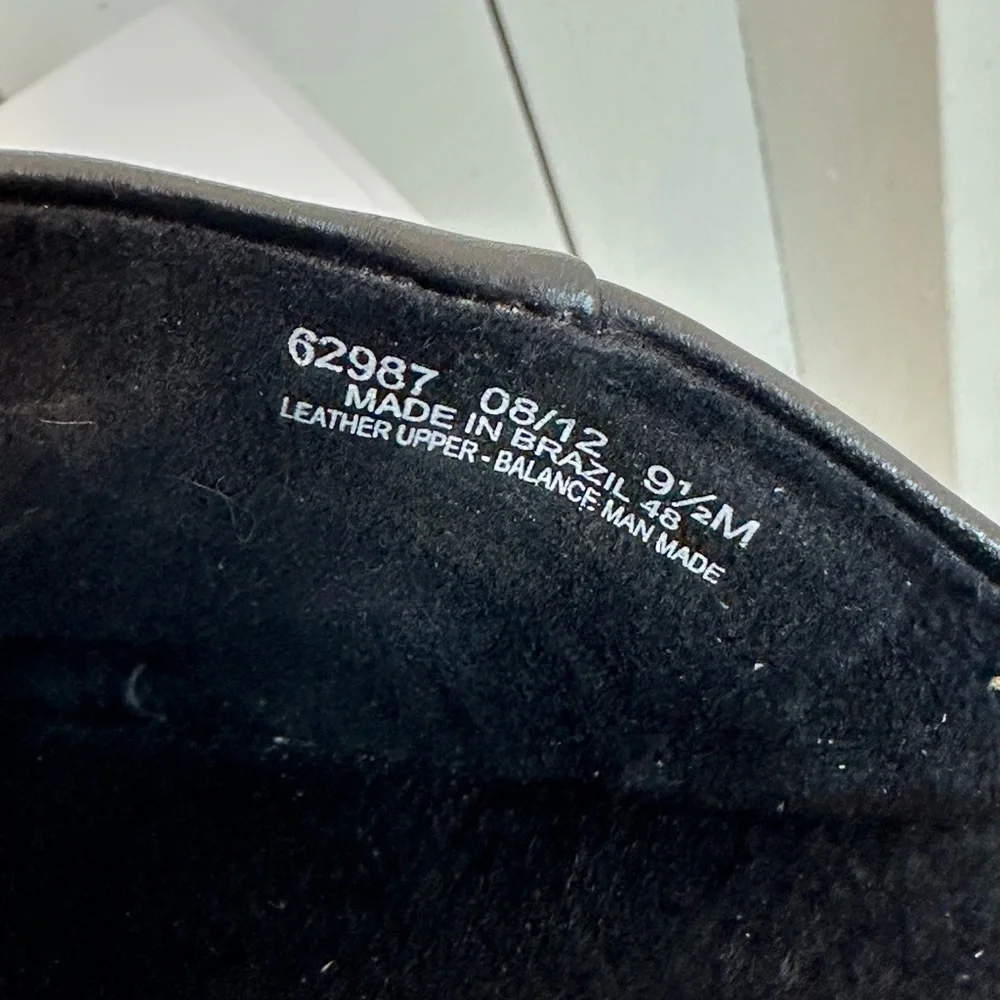 62987 08/12 9½M
MADE IN BRAZIL 48
LEATHER UPPER - BALANCE MAN MADE